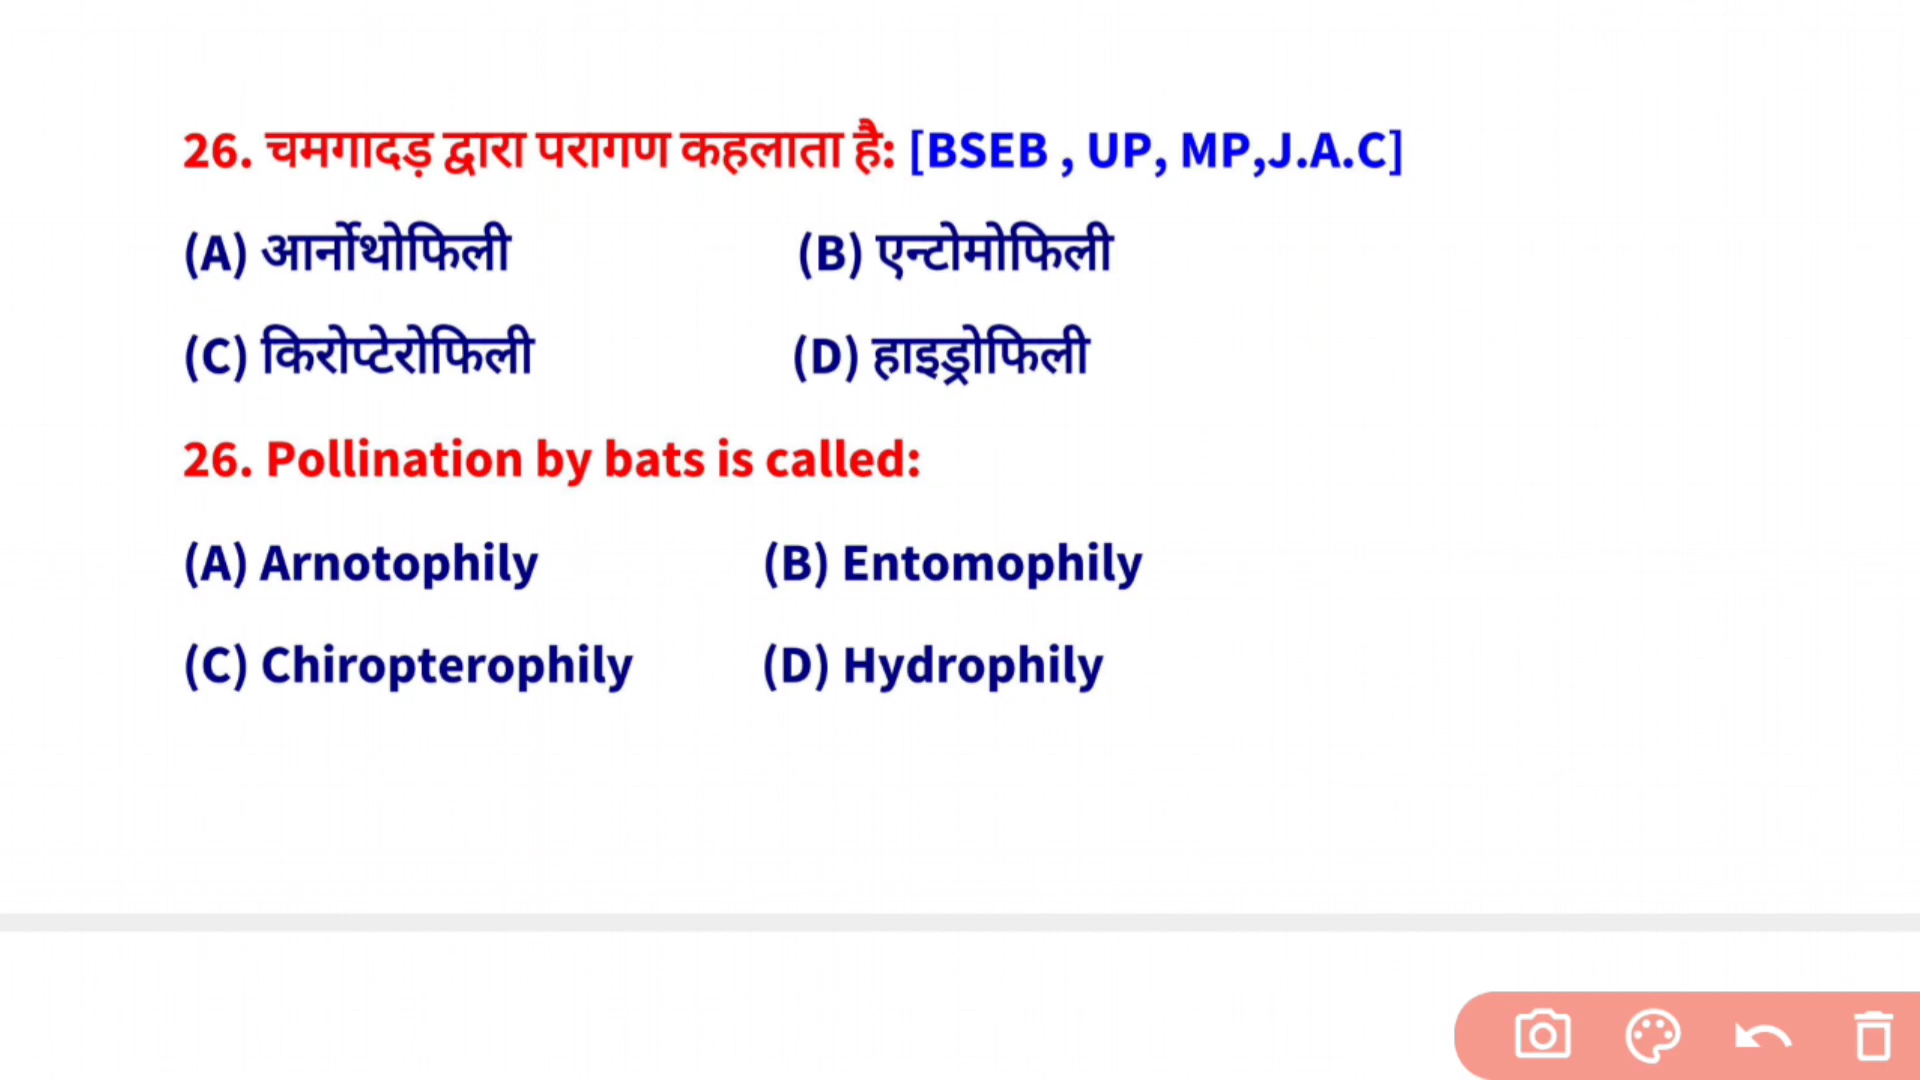 26. चमगादड़ द्वारा परागण कहलाता है: [BSEB , UP, MP,J.A.C]
(A) आर्नोथोफिली (B) एन्टोमोफिली
(C) किरोप्टेरोफिली (D) हाइड्रोफिली
26. Pollination by bats is called:
(A) Arnotophily (B) Entomophily
(C) Chiropterophily (D) Hydrophily